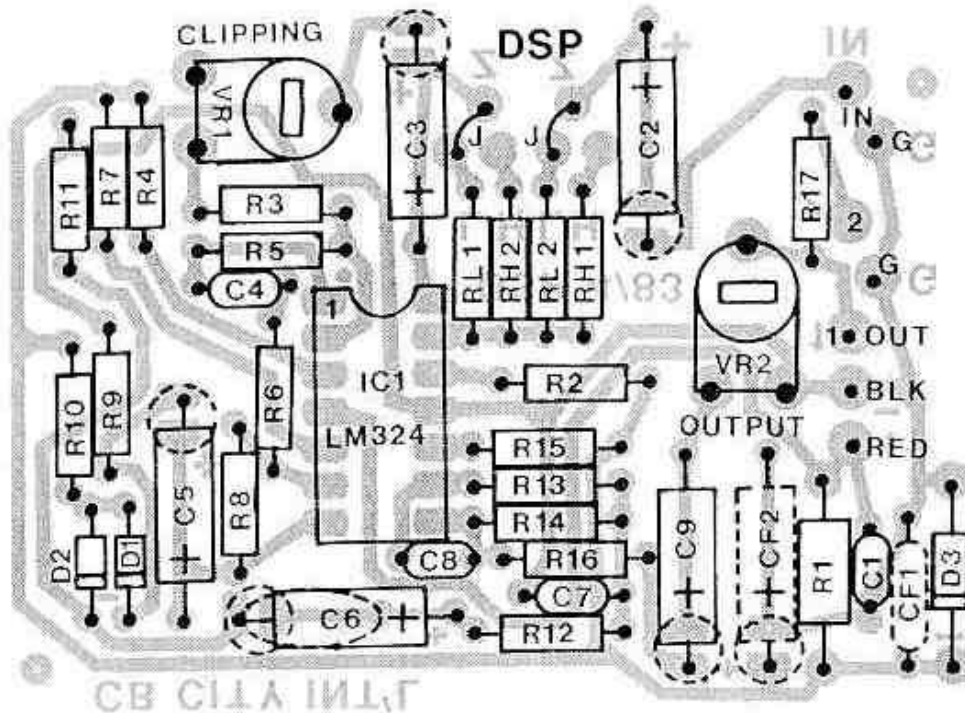 CLIPPING
DSP
IN
+
Z
Z
VR1
C3
+
J
J
+
C2
IN
G
G
R11
R7
R4
R3
R5
C4
RL1
RH2
RL2
RH1
R17
2
G
G
/83
1
IC1
LM324
R2
VR2
1
OUT
BLK
RED
OUTPUT
R10
R9
R6
R8
C5
+
R15
R13
R14
R16
C8
C7
R12
C9
+
CF2
+
R1
C1
CF1
D3
D2
D1
C6
+
CB CITY INT'L